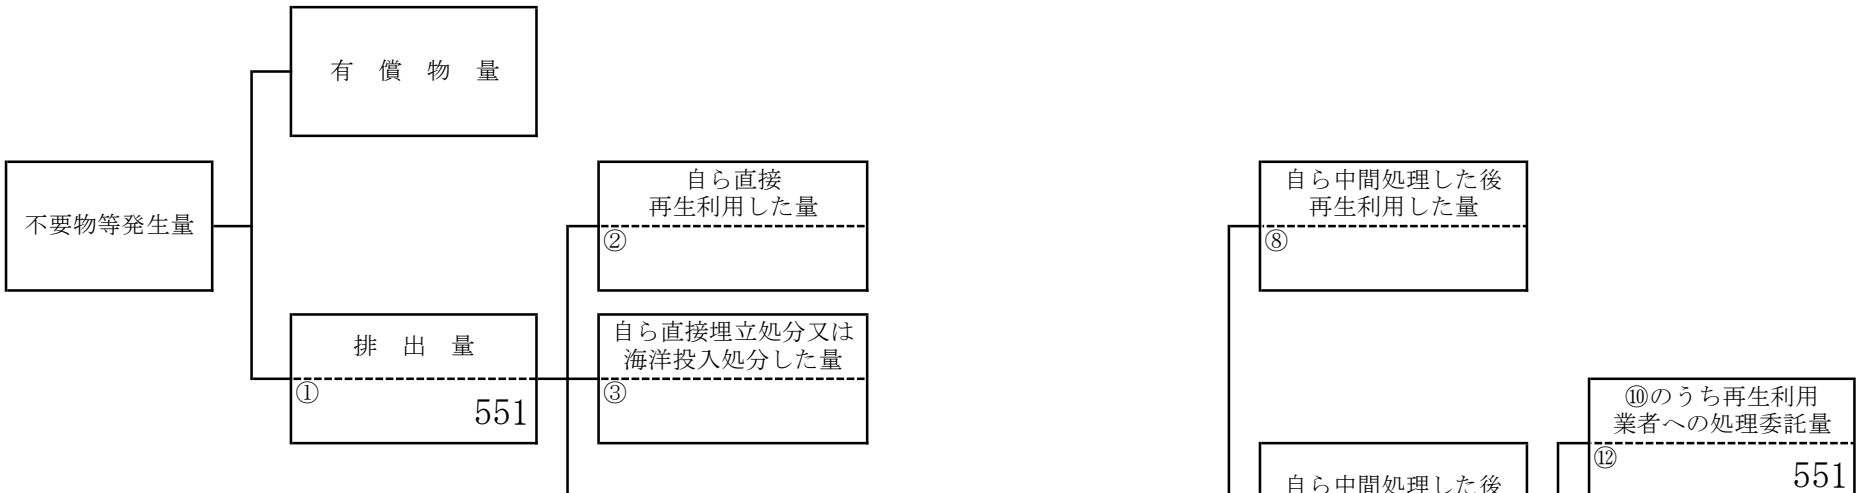 有 償 物 量
不要物等発生量
排 出 量
①
551
自ら直接
再生利用した量
②
自ら直接埋立処分又は
海洋投入処分した量
③
自ら中間処理した後
再生利用した量
⑧
自ら中間処理した後
⑩のうち再生利用
業者への処理委託量
⑫
551